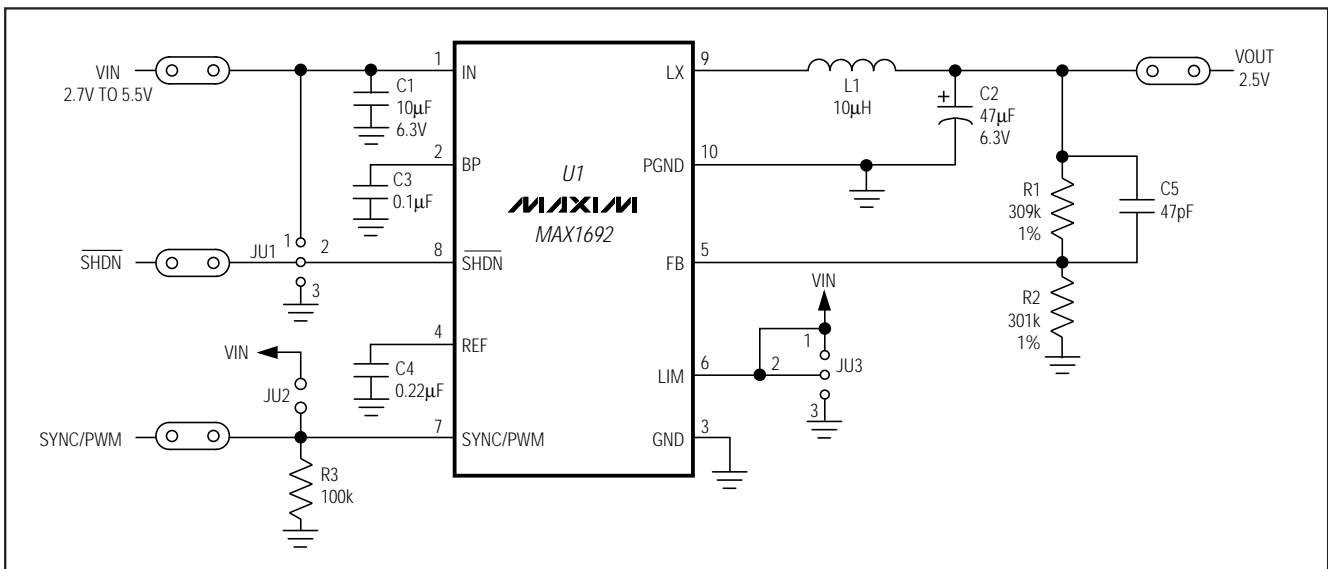 VIN
2.7V TO 5.5V
C1
10µF
6.3V
1
IN
2
BP
C3
0.1µF
SHDN
JU1
1
2
3
8
SHDN
4
REF
C4
0.22µF
VIN
JU2
SYNC/PWM
7
SYNC/PWM
R3
100k
U1
MAXIM
MAX1692
9
LX
L1
10µH
+
C2
47µF
6.3V
VOUT
2.5V
10
PGND
R1
309k
1%
C5
47pF
5
FB
R2
301k
1%
VIN
1
6
LIM
2
JU3
3
3
GND